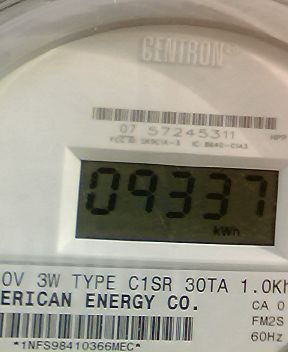 CENTRON®
07 57245311
09337
kWh
0V 3W TYPE C1SR 30TA 1.0Kh
ERICAN ENERGY CO.
CA 0
FM2S
60Hz
*1NFS98410366MEC*